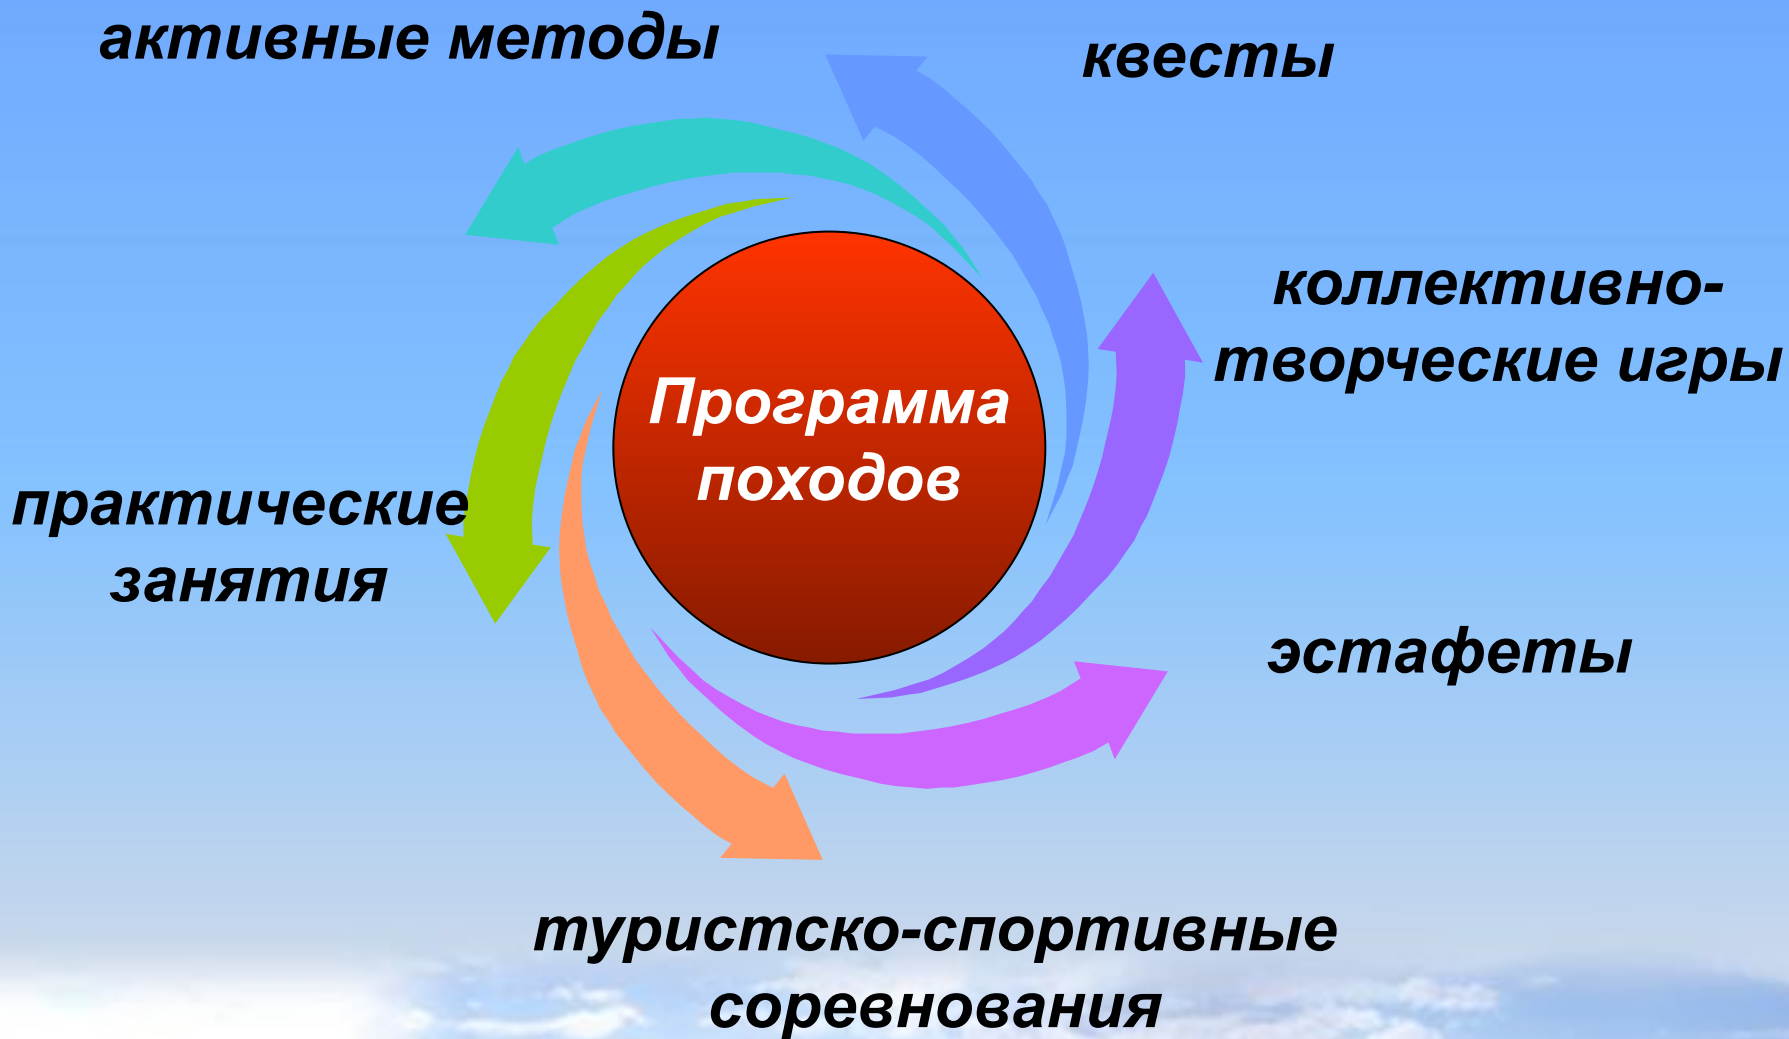 активные методы
квесты
коллективно-
творческие игры
Программа
походов
практические
занятия
эстафеты
туристско-спортивные
соревнования